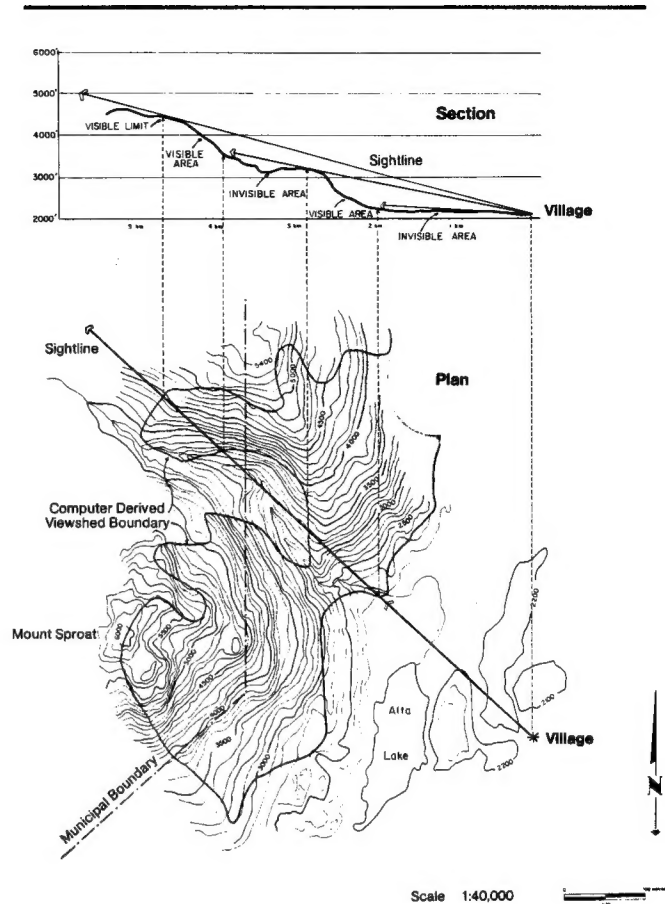 6000'
5000'
4000'
3000'
2000'
Section
VISIBLE LIMIT
VISIBLE AREA
Sightline
INVISIBLE AREA
VISIBLE AREA
Village
INVISIBLE AREA
5 km
4 km
3 km
2 km
1 km
Sightline
Plan
5400
5000
4500
4000
3500
3000
2500
Computer Derived
Viewshed Boundary
Mount Sproat
6000
5500
5000
4500
4000
3500
3000
2200
2100
Alta
Lake
Village
2200
Municipal Boundary
N
Scale 1:40,000